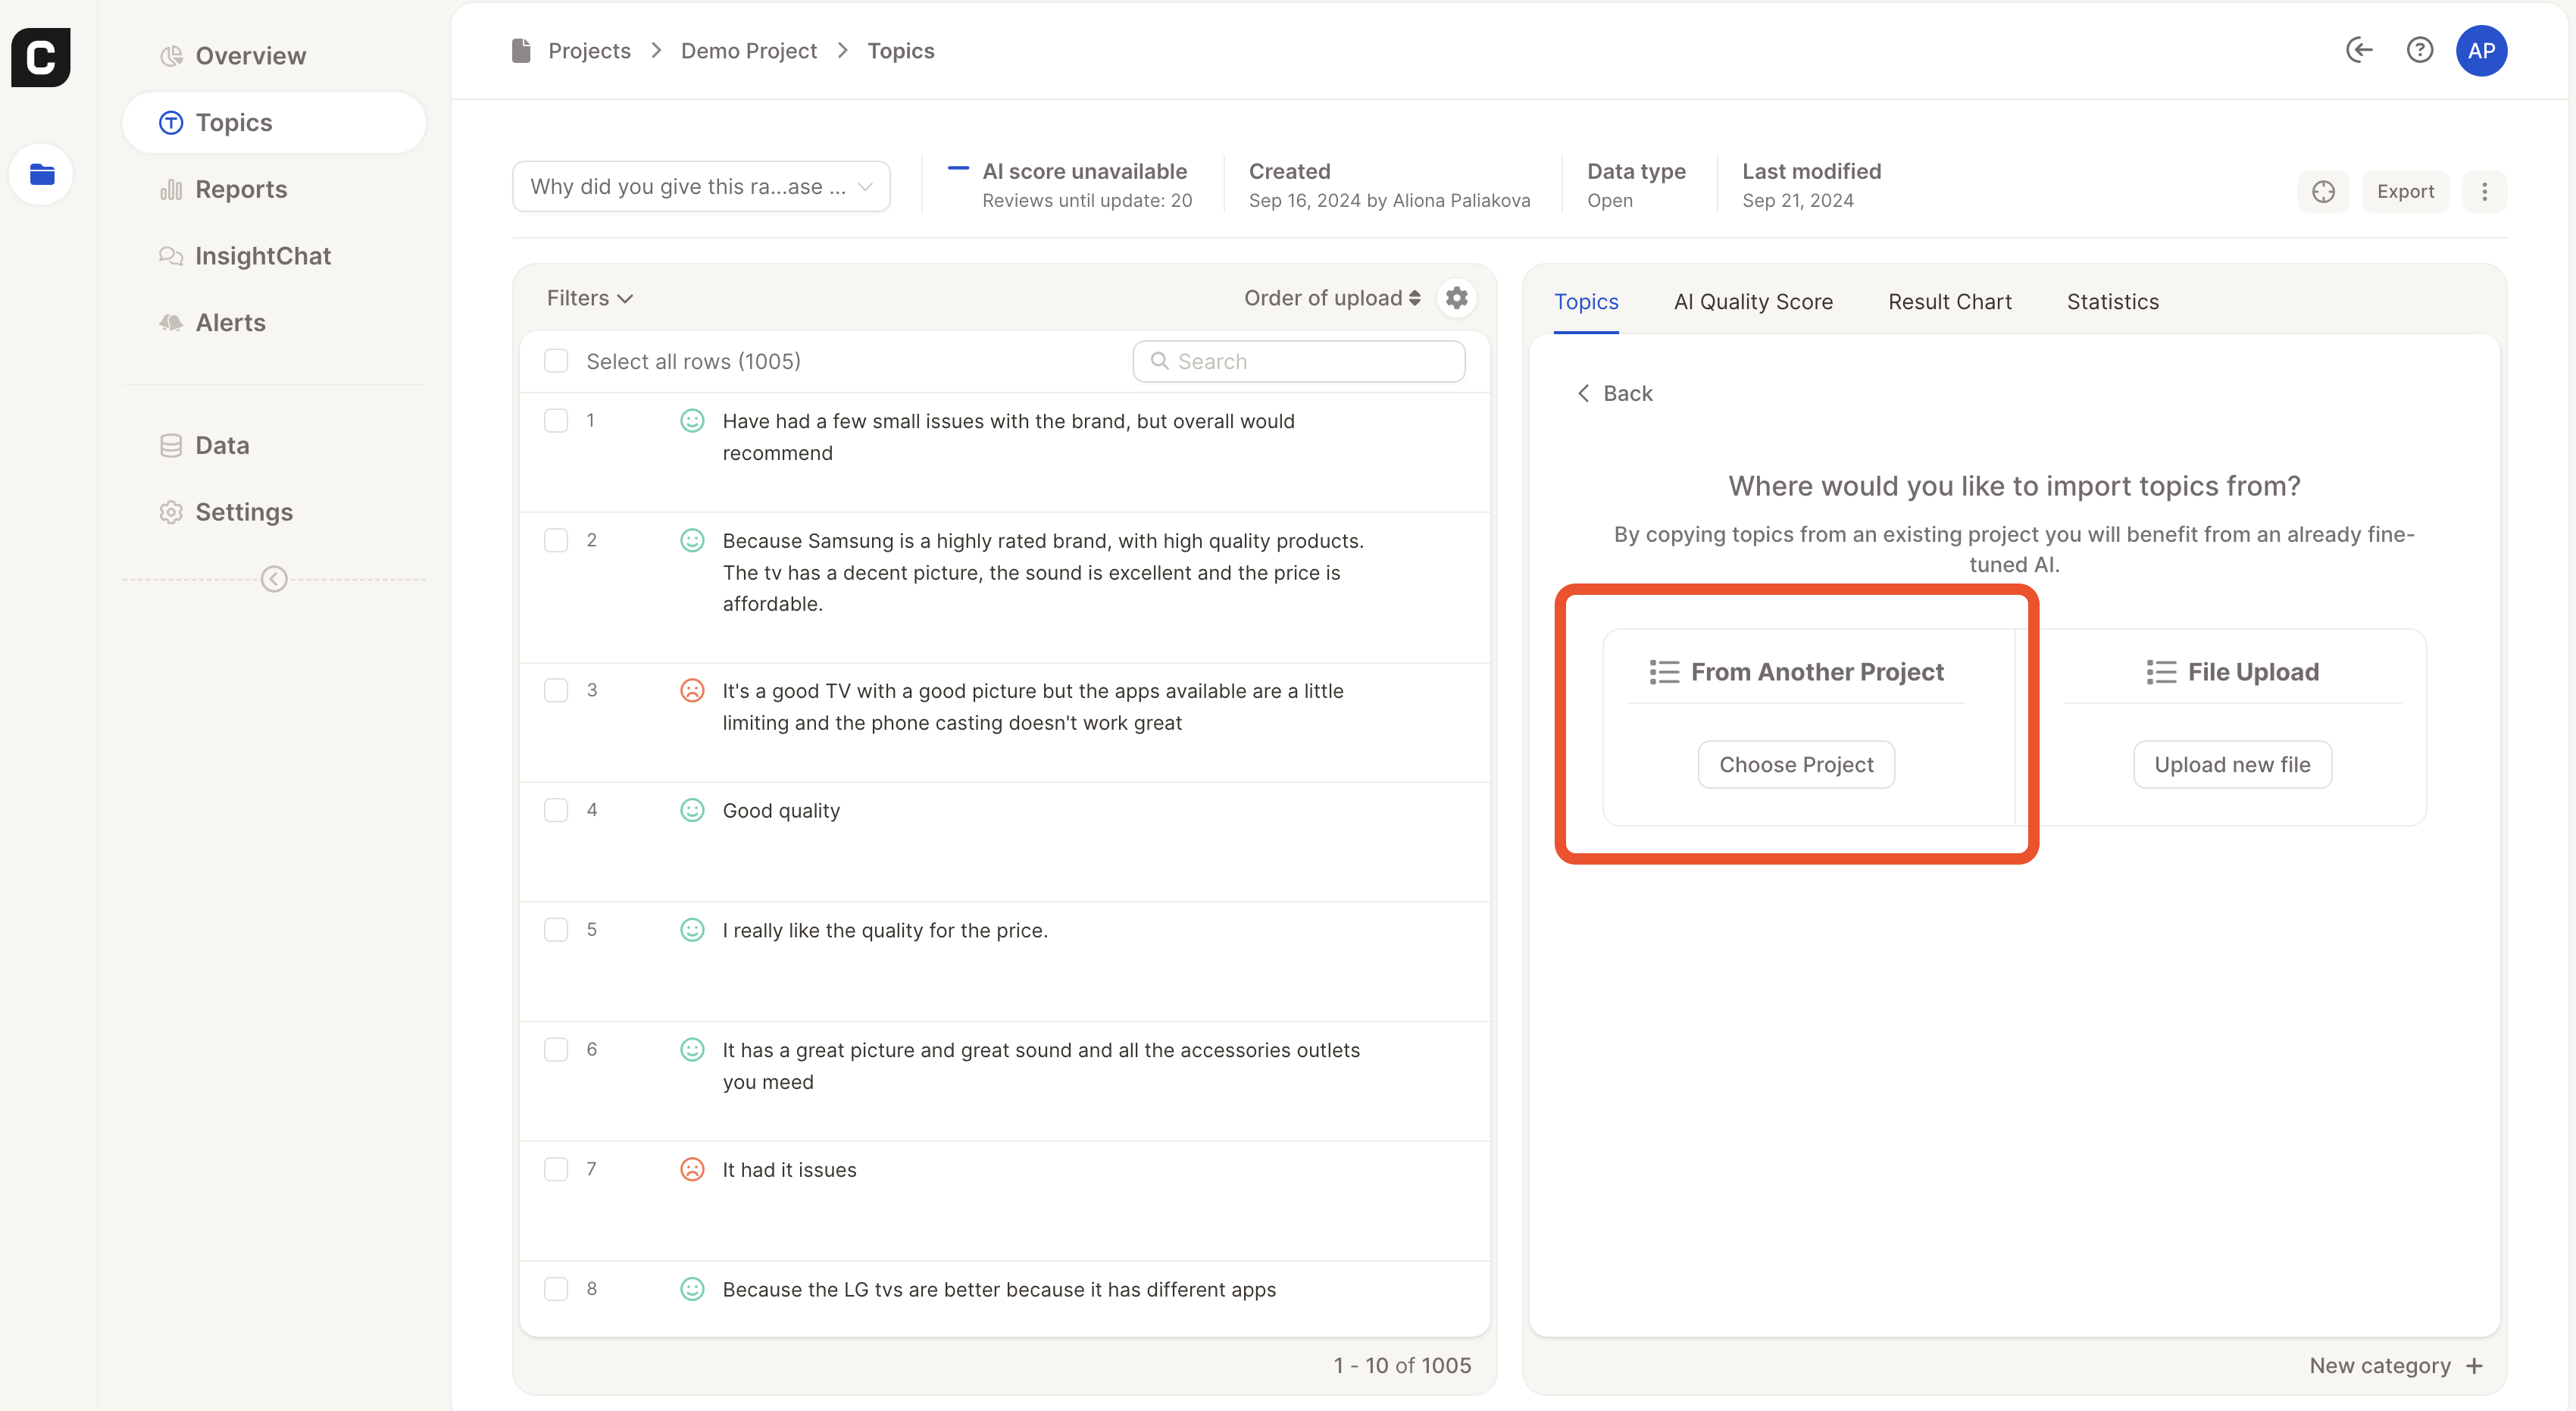 C
Overview
Topics
Reports
InsightChat
Alerts
Data
Settings
Projects > Demo Project > Topics
AP
Why did you give this ra...ase ...
AI score unavailable
Reviews until update: 20
Created
Sep 16, 2024 by Aliona Paliakova
Data type
Open
Last modified
Sep 21, 2024
Export
Filters
Order of upload
Select all rows (1005)
Search
1
Have had a few small issues with the brand, but overall would
recommend
2
Because Samsung is a highly rated brand, with high quality products.
The tv has a decent picture, the sound is excellent and the price is
affordable.
3
It's a good TV with a good picture but the apps available are a little
limiting and the phone casting doesn't work great
4
Good quality
5
I really like the quality for the price.
6
It has a great picture and great sound and all the accessories outlets
you meed
7
It had it issues
8
Because the LG tvs are better because it has different apps
1 - 10 of 1005
Topics
AI Quality Score
Result Chart
Statistics
Back
Where would you like to import topics from?
By copying topics from an existing project you will benefit from an already fine-
tuned AI.
From Another Project
Choose Project
File Upload
Upload new file
New category +